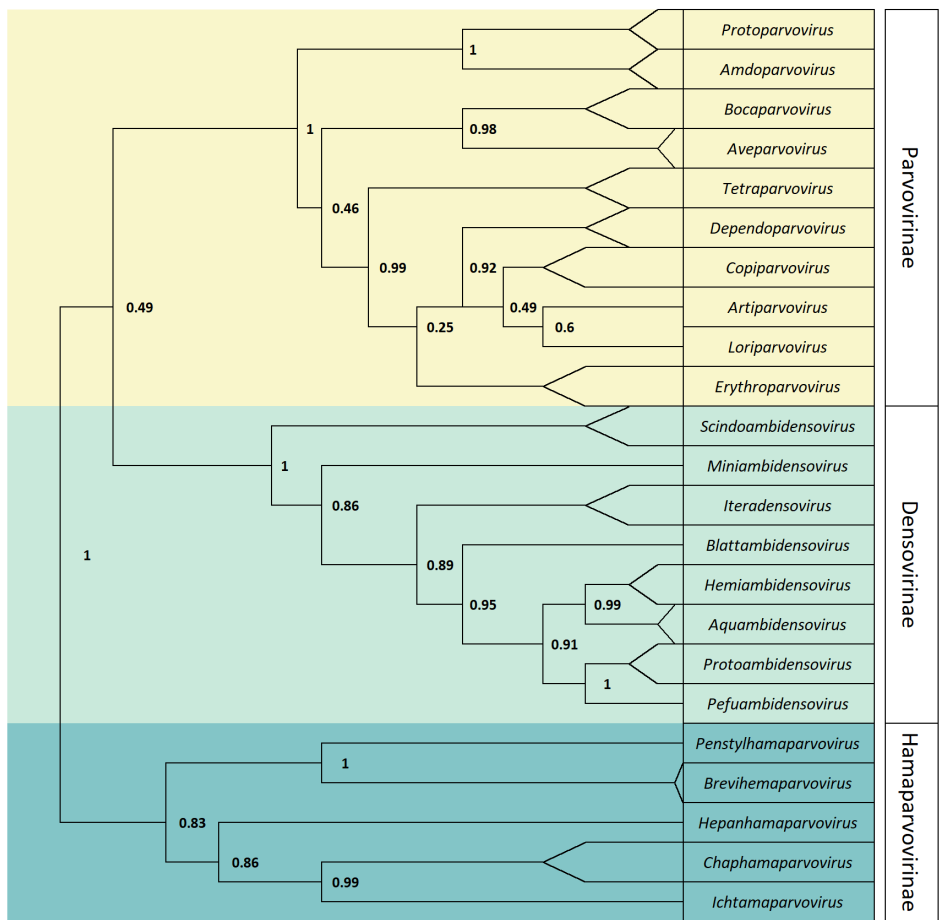 Protoparvovirus
1
Amdoparvovirus
Bocaparvovirus
1
0.98
Aveparvovirus
Parvovirinae
Tetraparvovirus
0.46
Dependoparvovirus
0.99
0.92
Copiparvovirus
0.49
0.49
Artiparvovirus
0.25
0.6
Loriparvovirus
Erythroparvovirus
Scindoambidensovirus
1
Miniambidensovirus
0.86
Iteradensovirus
Densovirinae
1
Blattambidensovirus
0.89
Hemiambidensovirus
0.95
0.99
Aquambidensovirus
0.91
Protoambidensovirus
1
Pefuambidensovirus
Penstylhamaparvovirus
1
Brevihemaparvovirus
Hamaparvovirinae
0.83
Hepanhamaparvovirus
0.86
Chaphamaparvovirus
0.99
Ichtamaparvovirus